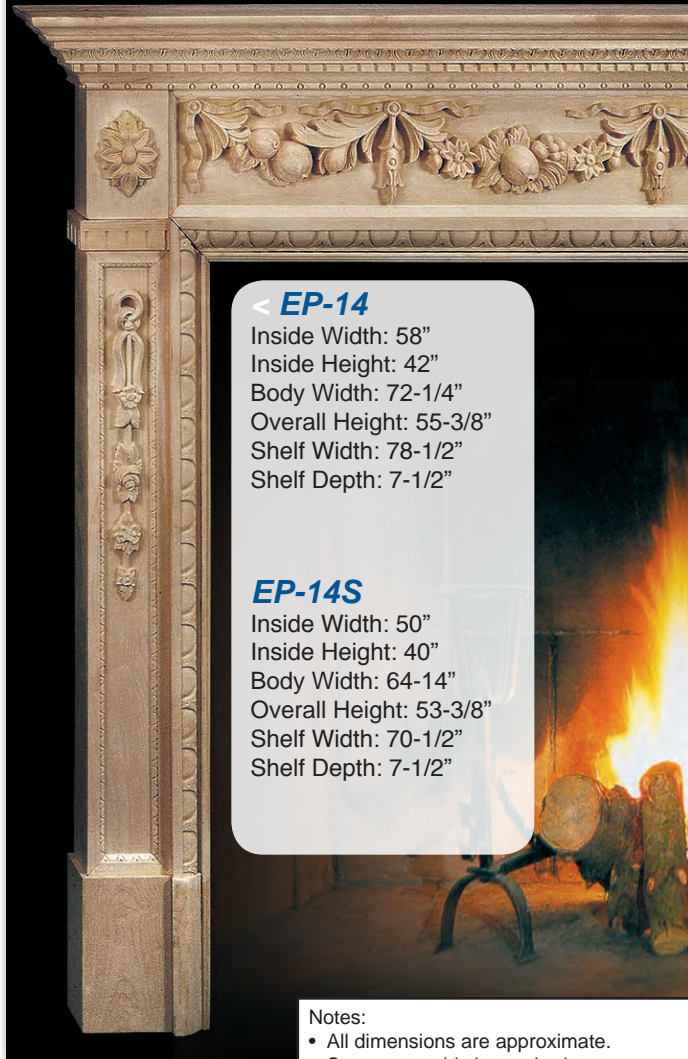 < EP-14
Inside Width: 58”
Inside Height: 42”
Body Width: 72-1/4”
Overall Height: 55-3/8”
Shelf Width: 78-1/2”
Shelf Depth: 7-1/2”
EP-14S
Inside Width: 50”
Inside Height: 40”
Body Width: 64-14”
Overall Height: 53-3/8”
Shelf Width: 70-1/2”
Shelf Depth: 7-1/2”
Notes:
• All dimensions are approximate.